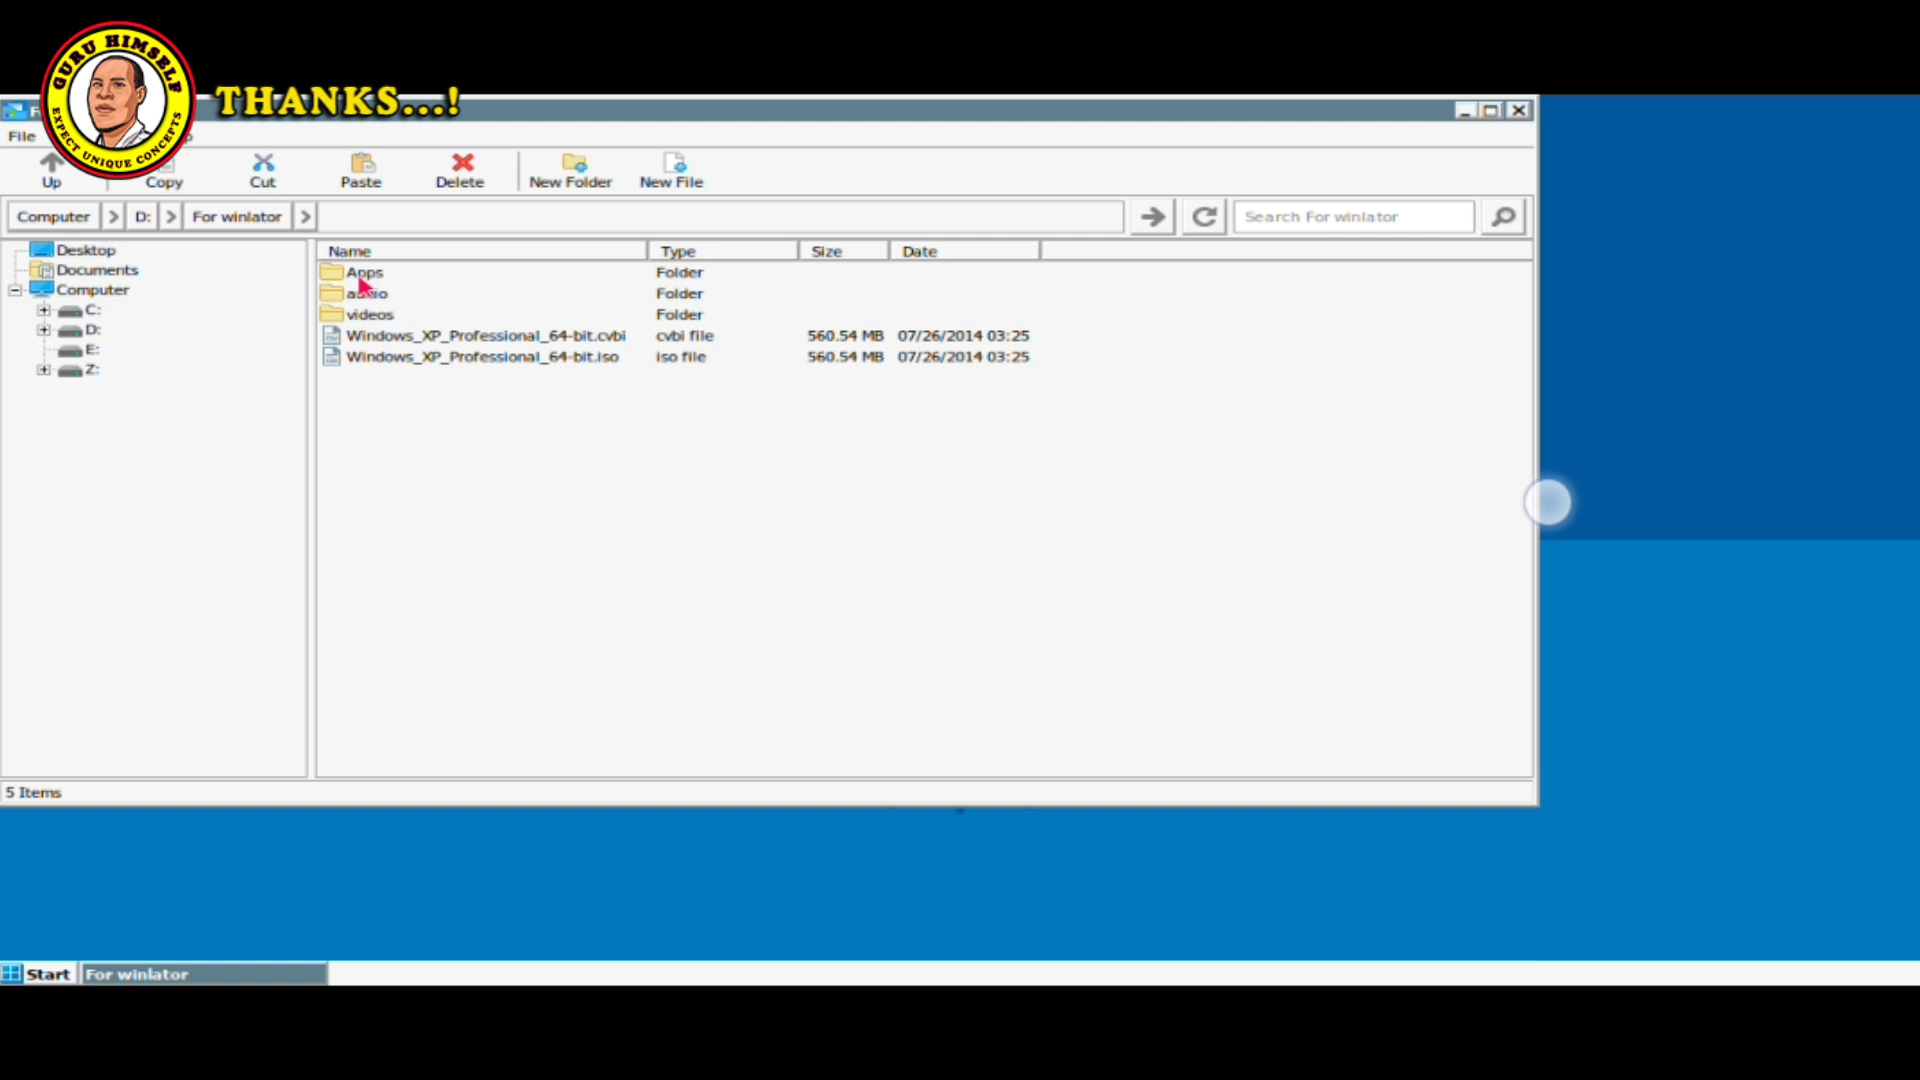 GURU HIMSELF
EXPECT UNIQUE CONCEPTS
THANKS...!
File
Up
Copy
Cut
Paste
Delete
New Folder
New File
Computer
D:
For winlator
Search For winlator
Desktop
Documents
Computer
C:
D:
E:
Z:
Name Type Size Date
Apps Folder
Folder
videos Folder
Windows_XP_Professional_64-bit.cvbi cvbi file 560.54 MB 07/26/2014 03:25
Windows_XP_Professional_64-bit.iso iso file 560.54 MB 07/26/2014 03:25
5 Items
Start For winlator